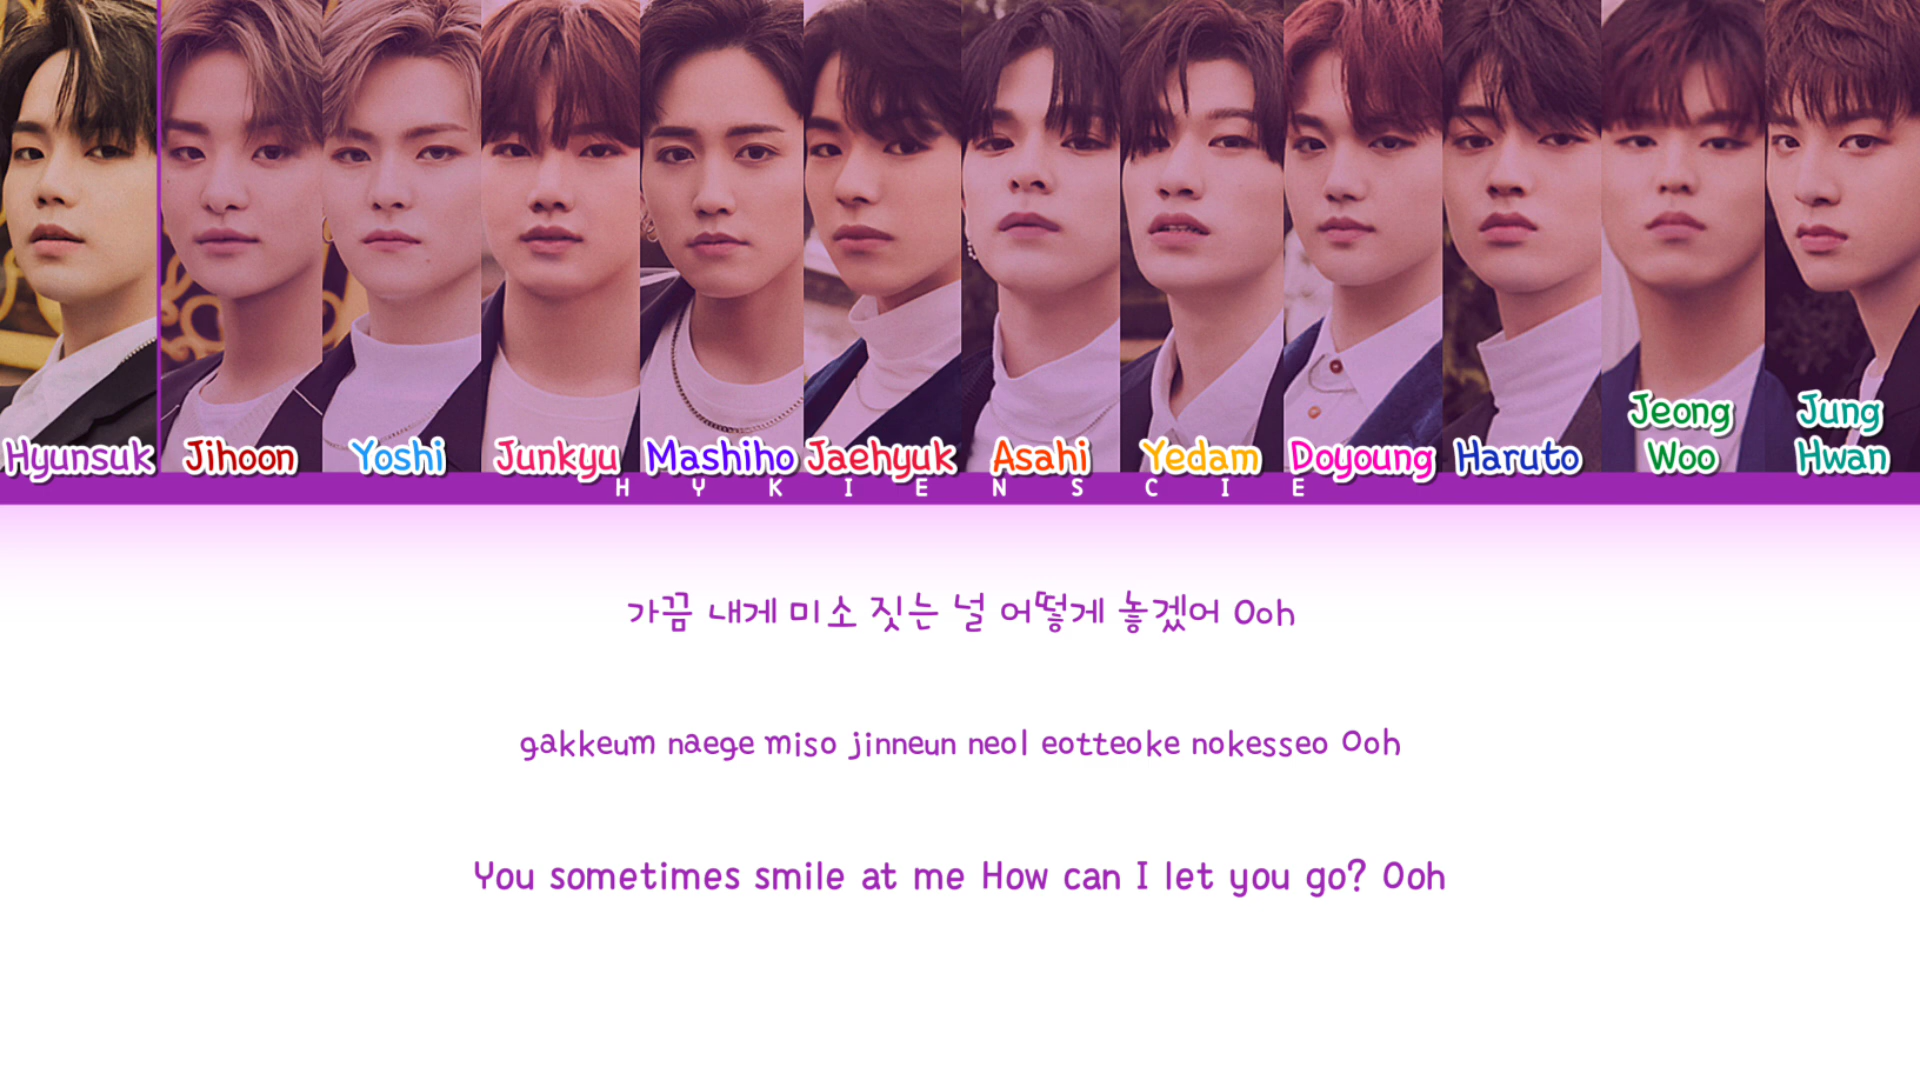 Hyunsuk Jihoon Yoshi Junkyu Mashiho Jaehyuk Asahi Yedam Doyoung Haruto Jeong Woo Jung Hwan
HYKIENSCIE
가끔 내게 미소 짓는 널 어떻게 놓겠어 Ooh
gakkeum naege miso jinneun neol eotteoke nokesseo Ooh
You sometimes smile at me How can I let you go? Ooh